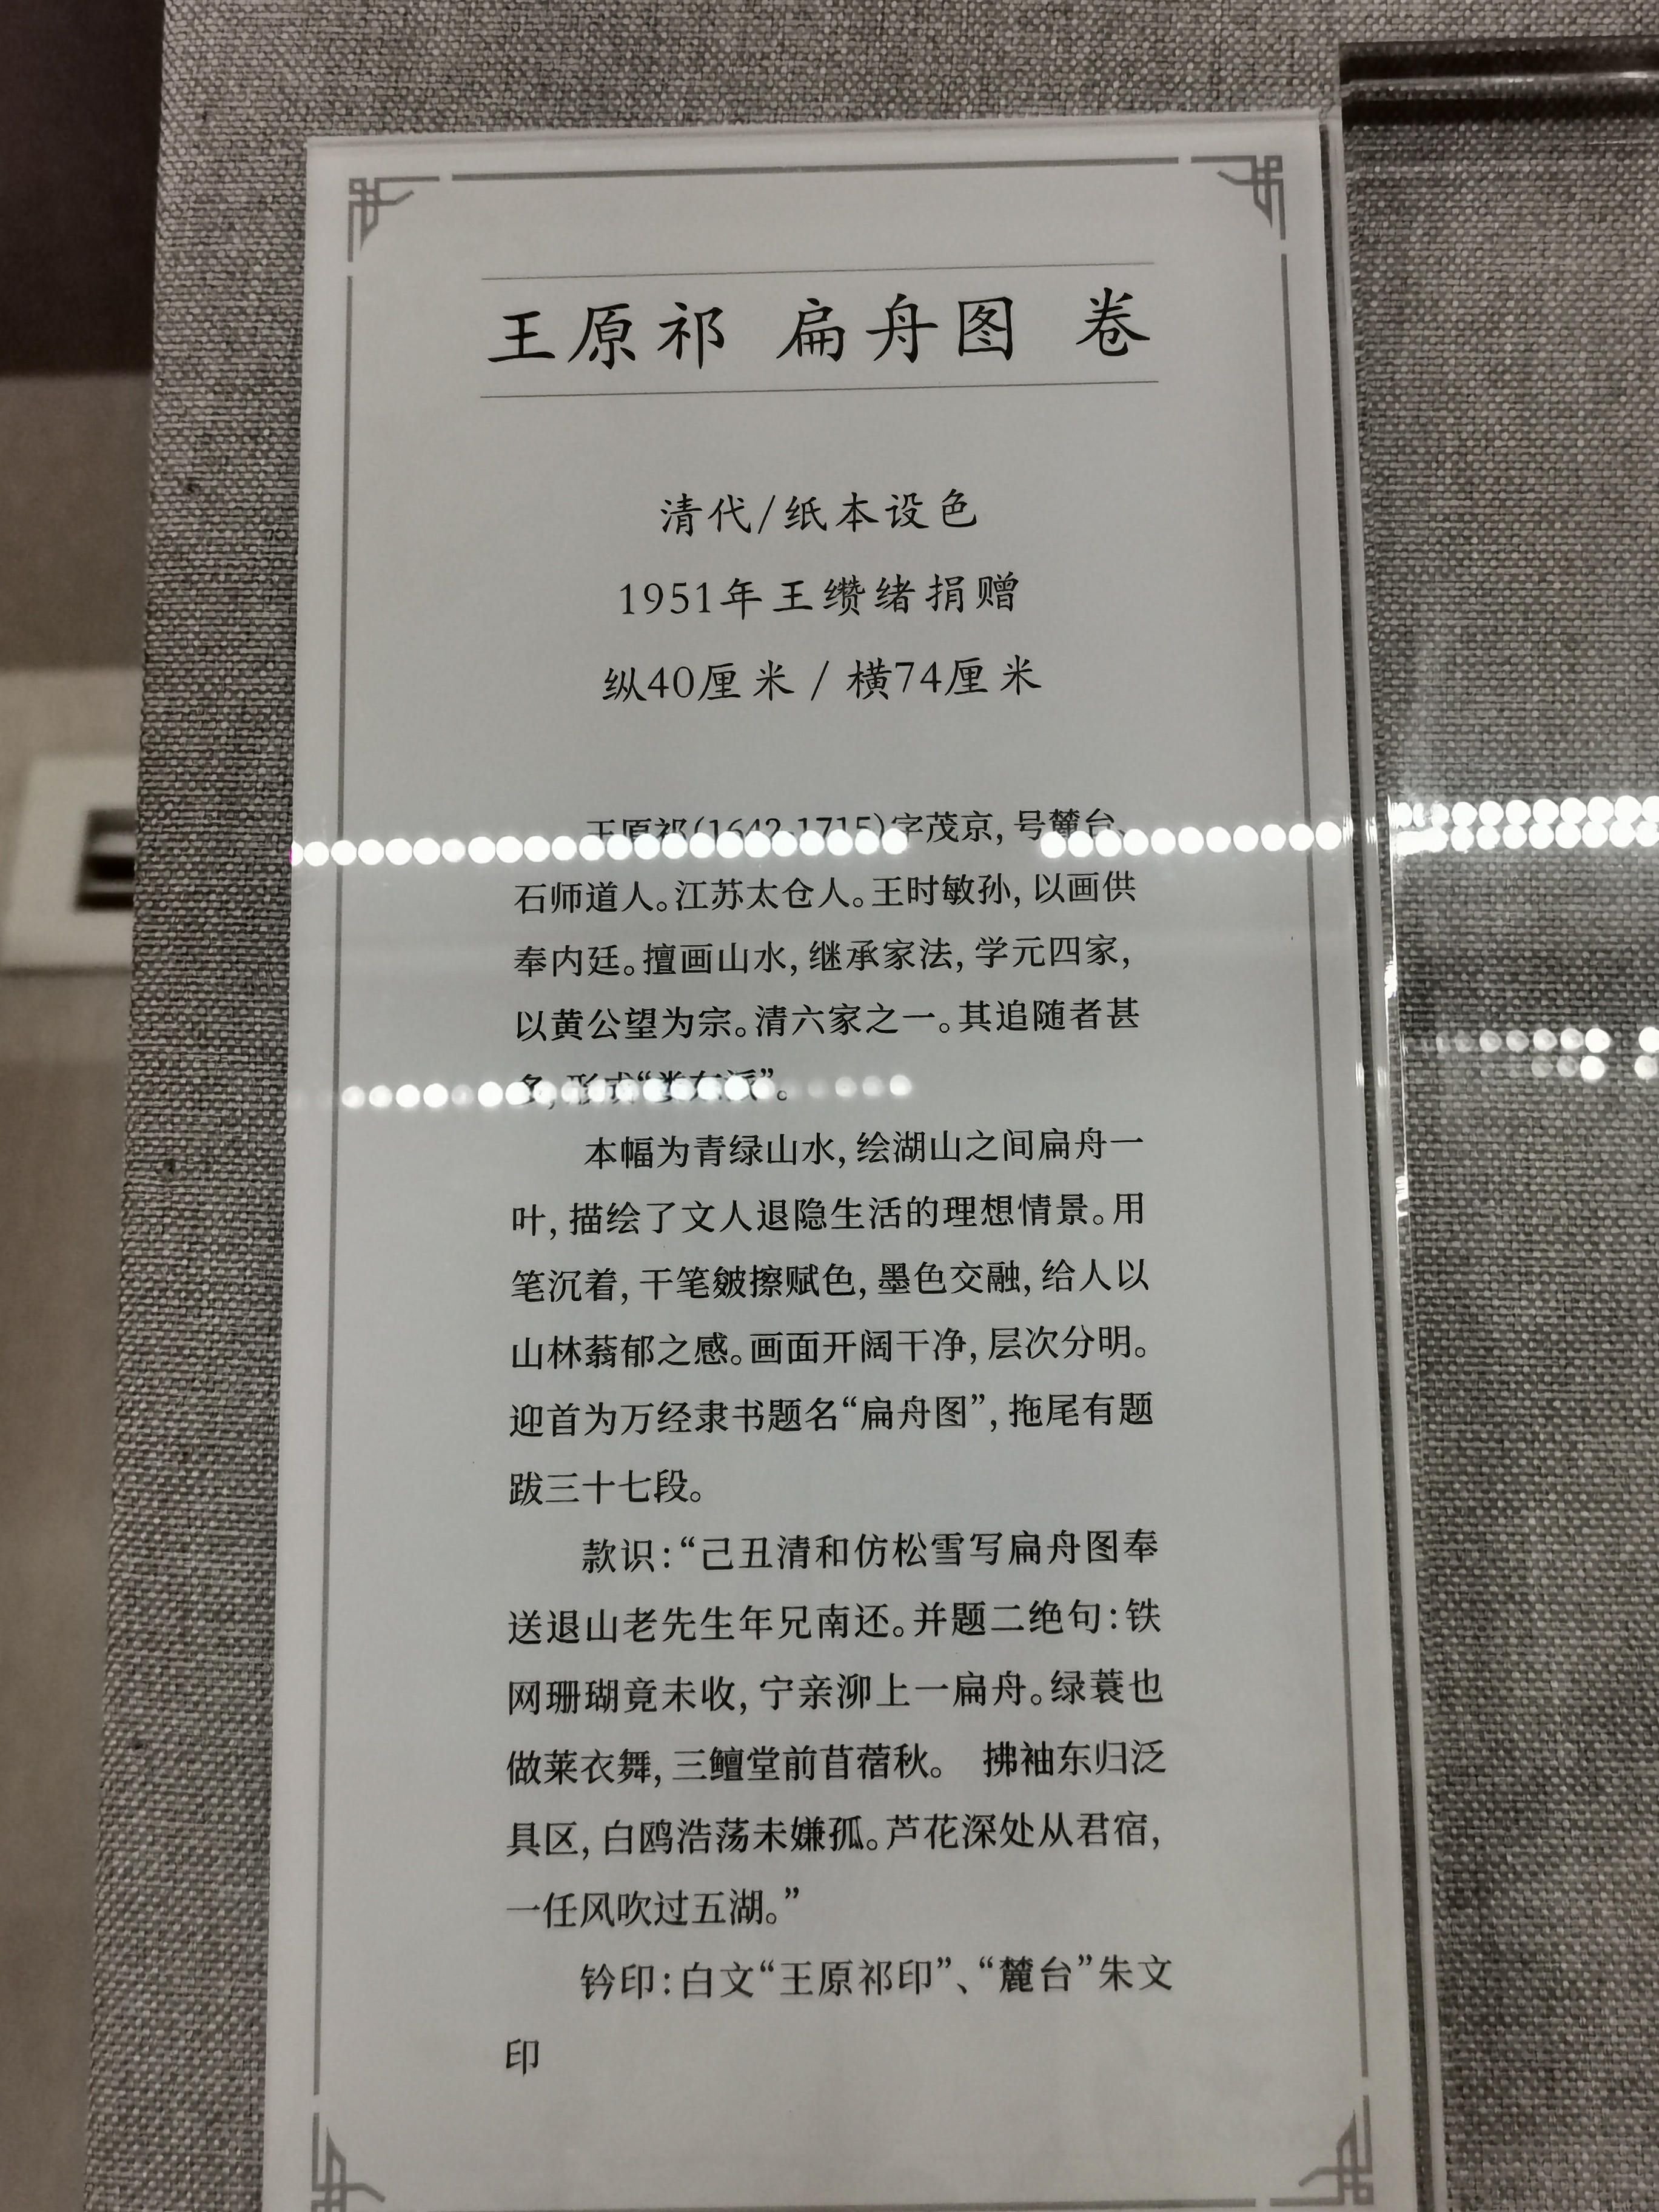 王原祁 扁舟图 卷
清代/纸本设色
1951年王缵绪捐赠
纵40厘米 / 横74厘米
王原祁(1642-1715)字茂京,号麓台、
石师道人。江苏太仓人。王时敏孙,以画供
奉内廷。擅画山水,继承家法,学元四家,
以黄公望为宗。清六家之一。其追随者甚
多,形成“娄东派”。
本幅为青绿山水,绘湖山之间扁舟一
叶,描绘了文人退隐生活的理想情景。用
笔沉着,干笔皴擦赋色,墨色交融,给人以
山林蓊郁之感。画面开阔干净,层次分明。
迎首为万经隶书题名“扁舟图”,拖尾有题
跋三十七段。
款识:“己丑清和仿松雪写扁舟图奉
送退山老先生年兄南还。并题二绝句:铁
网珊瑚竟未收,宁亲泖上一扁舟。绿蓑也
做莱衣舞,三鳣堂前苜蓿秋。 拂袖东归泛
具区,白鸥浩荡未嫌孤。芦花深处从君宿,
一任风吹过五湖。”
钤印:白文“王原祁印”、“麓台”朱文
印